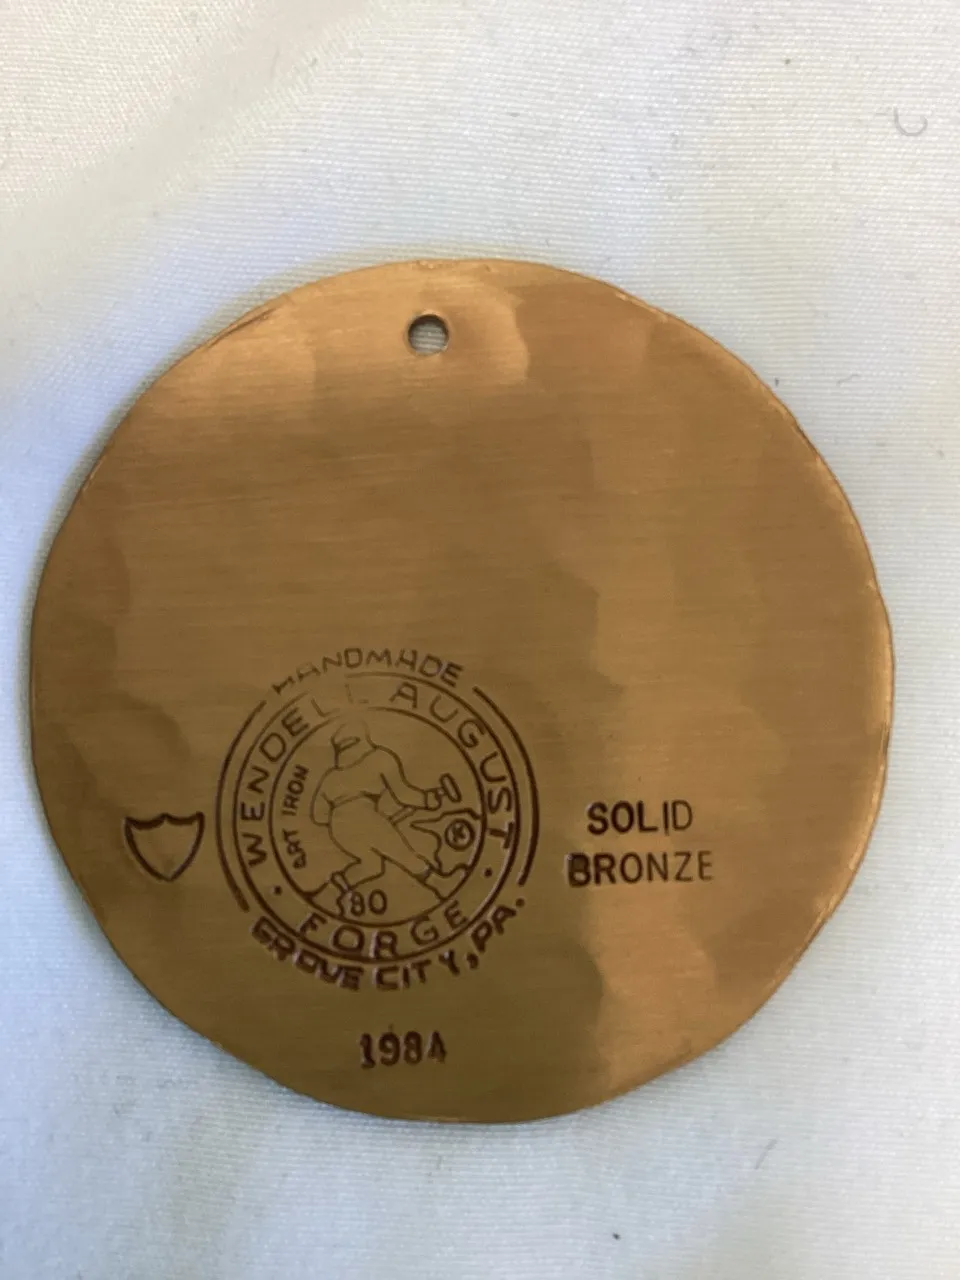 HANDMADE
WENDELL AUGUST
ART IRON
®
80
· FORGE ·
GROVE CITY, PA.
SOLID
BRONZE
1984